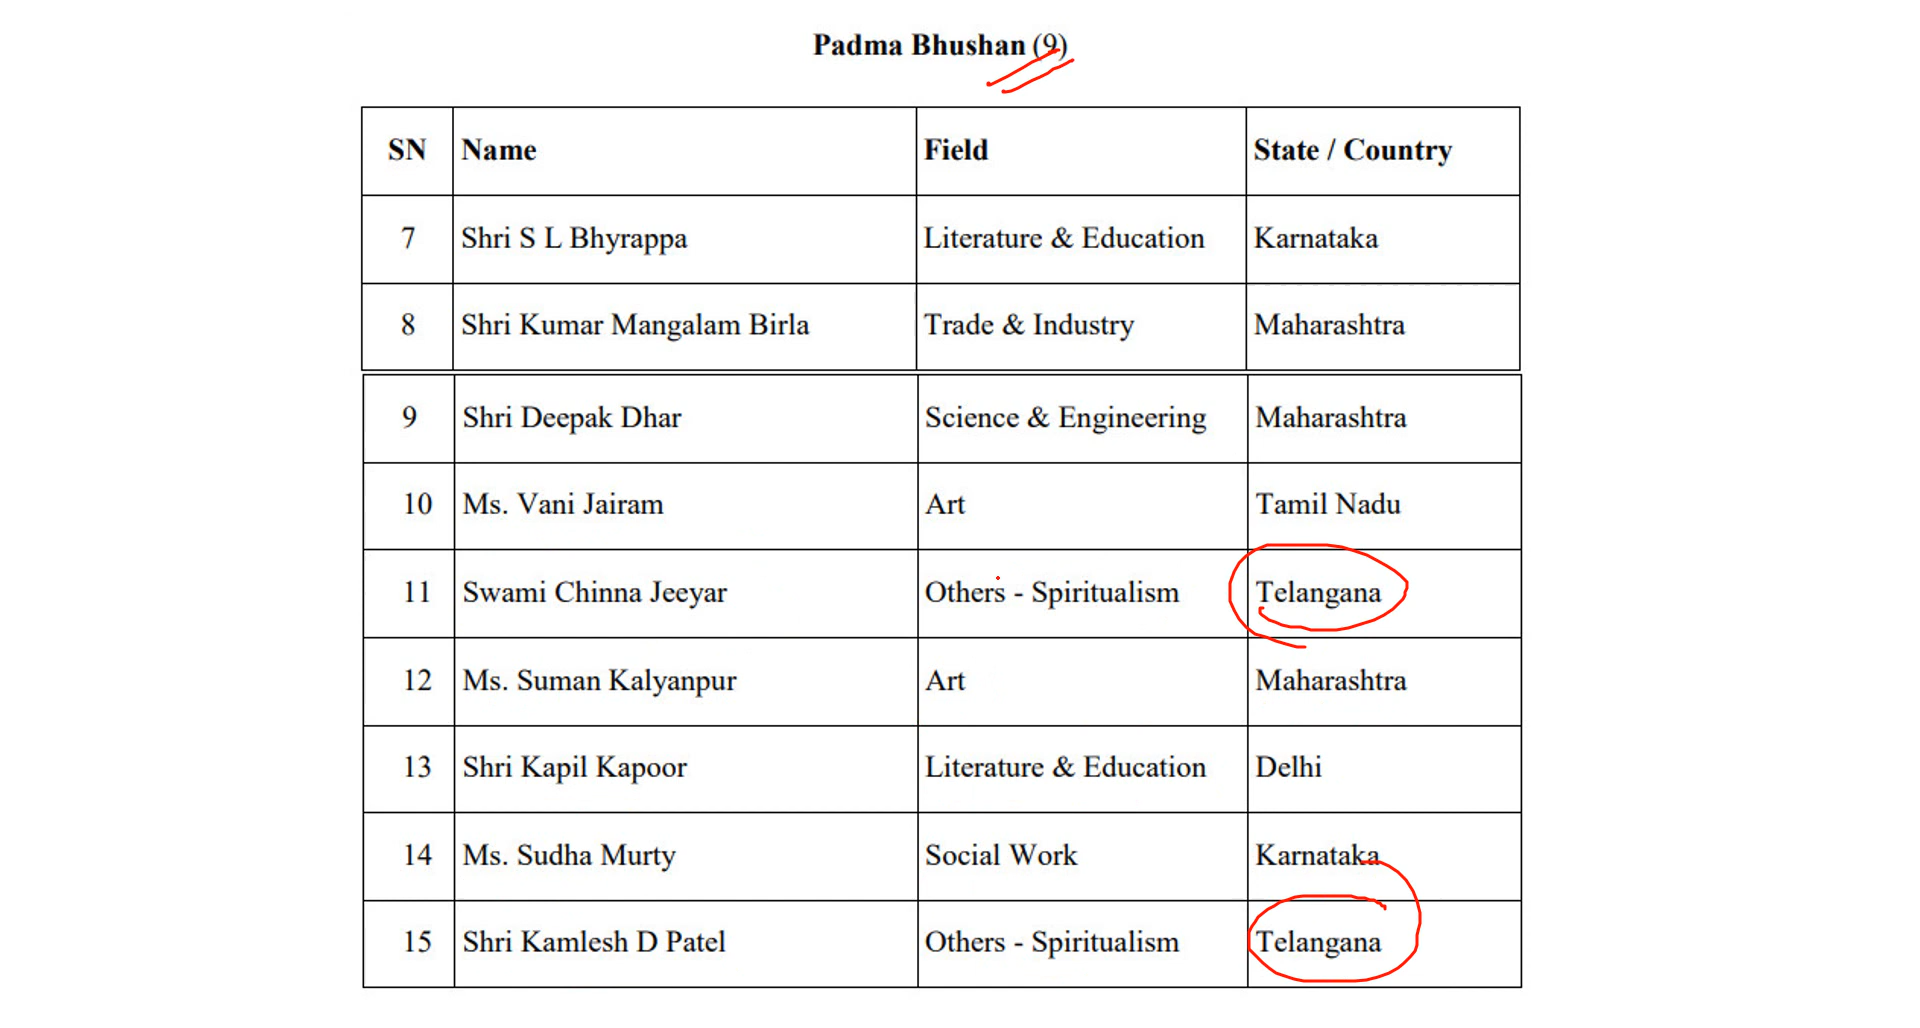 Padma Bhushan (9)
SN Name Field State / Country
7 Shri S L Bhyrappa Literature & Education Karnataka
8 Shri Kumar Mangalam Birla Trade & Industry Maharashtra
9 Shri Deepak Dhar Science & Engineering Maharashtra
10 Ms. Vani Jairam Art Tamil Nadu
11 Swami Chinna Jeeyar Others - Spiritualism Telangana
12 Ms. Suman Kalyanpur Art Maharashtra
13 Shri Kapil Kapoor Literature & Education Delhi
14 Ms. Sudha Murty Social Work Karnataka
15 Shri Kamlesh D Patel Others - Spiritualism Telangana